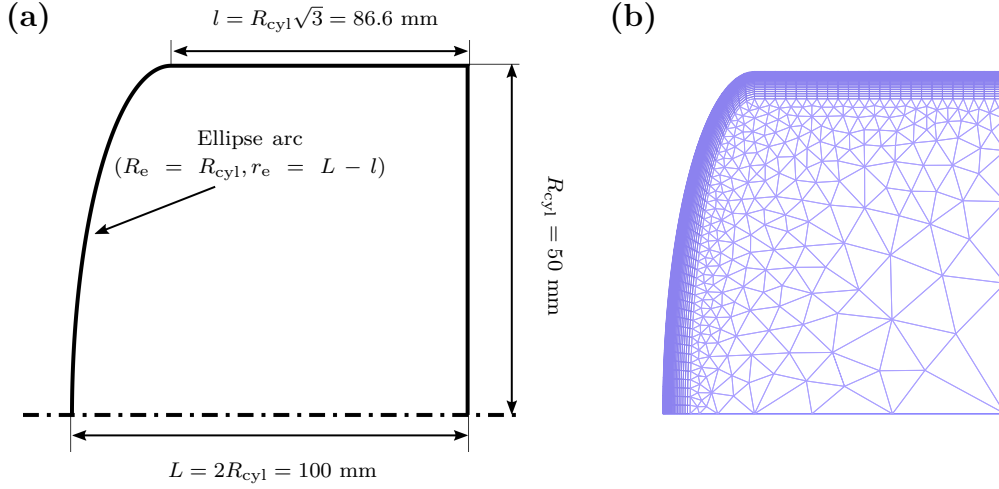 (a)
l = R_cyl√3 = 86.6 mm
(b)
Ellipse arc
(R_e = R_cyl, r_e = L − l)
R_cyl = 50 mm
L = 2R_cyl = 100 mm